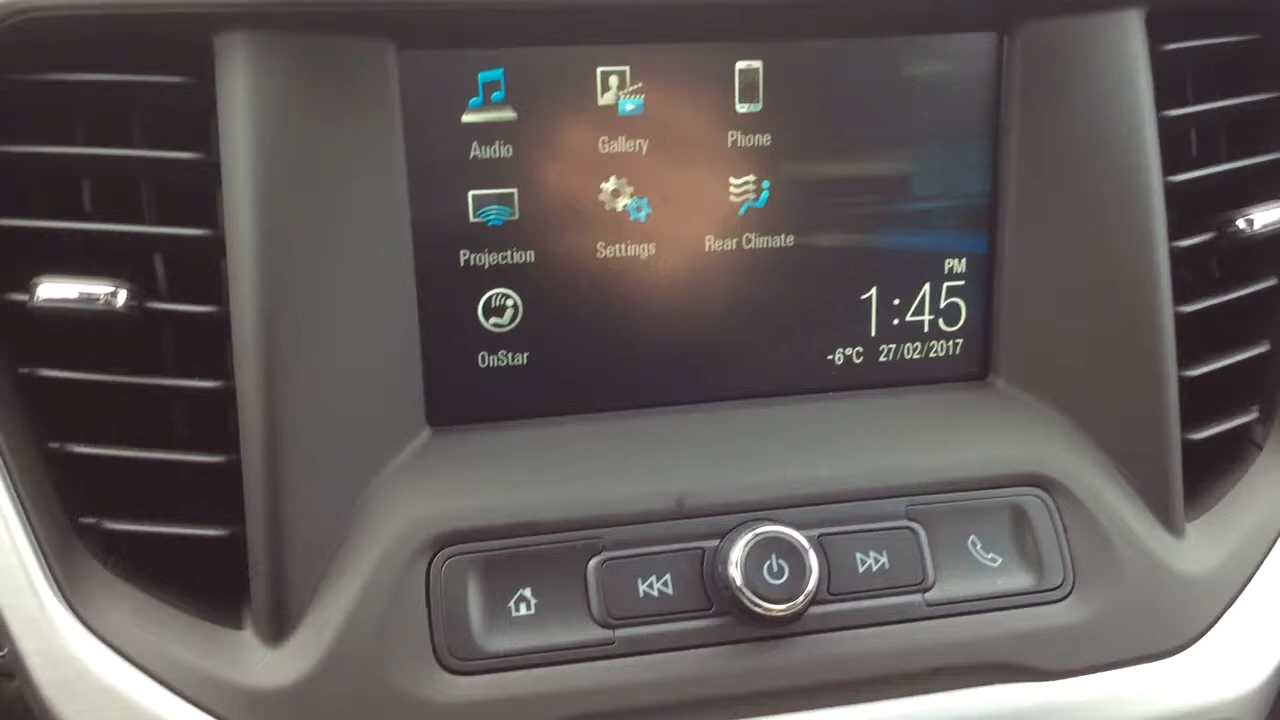 Audio
Gallery
Phone
Projection
Settings
Rear Climate
OnStar
PM
1:45
-6°C 27/02/2017